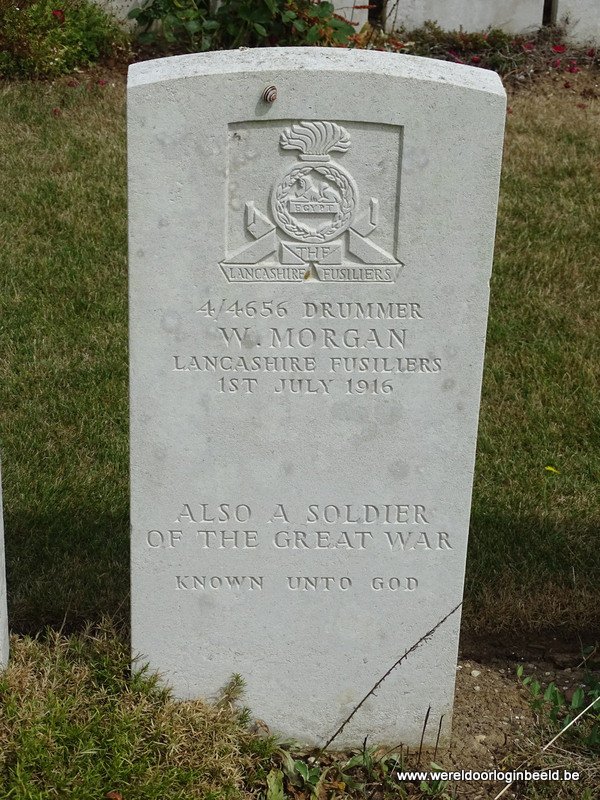 EGYPT
THE
LANCASHIRE FUSILIERS
4/4656 DRUMMER
W. MORGAN
LANCASHIRE FUSILIERS
1ST JULY 1916
ALSO A SOLDIER
OF THE GREAT WAR
KNOWN UNTO GOD
www.wereldoorloginbeeld.be